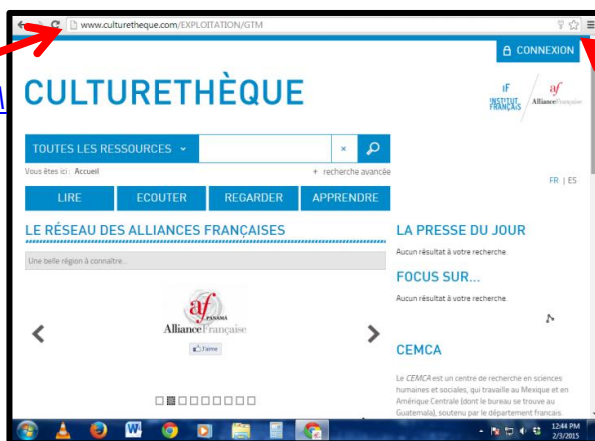 www.culturetheque.com/EXPLOITATION/GTM
CONNEXION
CULTURETHÈQUE
IF
INSTITUT
FRANÇAIS
af
AllianceFrançaise
TOUTES LES RESSOURCES
×
Vous êtes ici: Accueil
+ recherche avancée
FR | ES
LIRE
ECOUTER
REGARDER
APPRENDRE
LE RÉSEAU DES ALLIANCES FRANÇAISES
Une belle région à connaître...
af
PANAMA
AllianceFrançaise
J'aime
LA PRESSE DU JOUR
Aucun résultat à votre recherche.
FOCUS SUR...
Aucun résultat à votre recherche.
CEMCA
Le CEMCA est un centre de recherche en sciences
humaines et sociales, qui travaille au Mexique et en
Amérique Centrale (dont le bureau se trouve au
Guatemala), soutenu par le département français
12:44 PM
2/3/2015